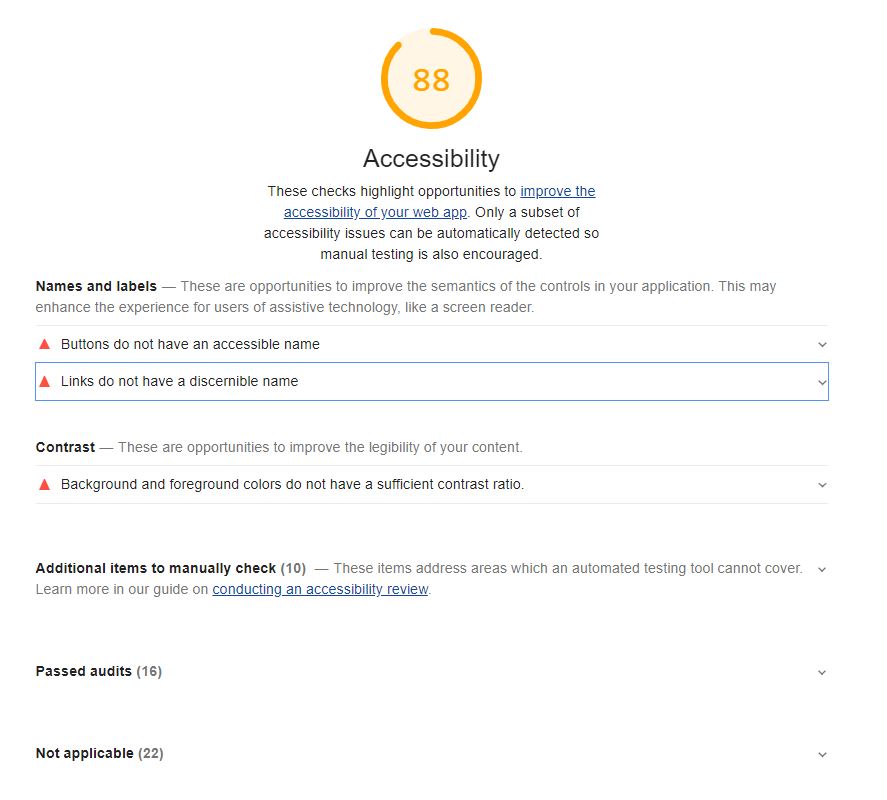 88
Accessibility
These checks highlight opportunities to improve the
accessibility of your web app. Only a subset of
accessibility issues can be automatically detected so
manual testing is also encouraged.
Names and labels — These are opportunities to improve the semantics of the controls in your application. This may
enhance the experience for users of assistive technology, like a screen reader.
Buttons do not have an accessible name
Links do not have a discernible name
Contrast — These are opportunities to improve the legibility of your content.
Background and foreground colors do not have a sufficient contrast ratio.
Additional items to manually check (10) — These items address areas which an automated testing tool cannot cover.
Learn more in our guide on conducting an accessibility review.
Passed audits (16)
Not applicable (22)